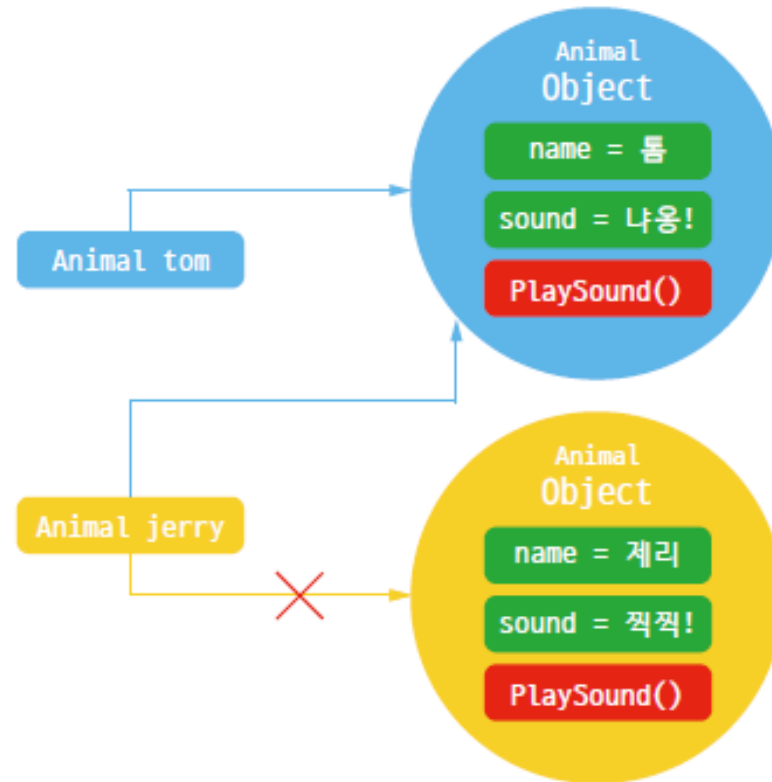 Animal
Object
name = 톰
sound = 냐옹!
PlaySound()
Animal tom
Animal jerry
Animal
Object
name = 제리
sound = 찍찍!
PlaySound()